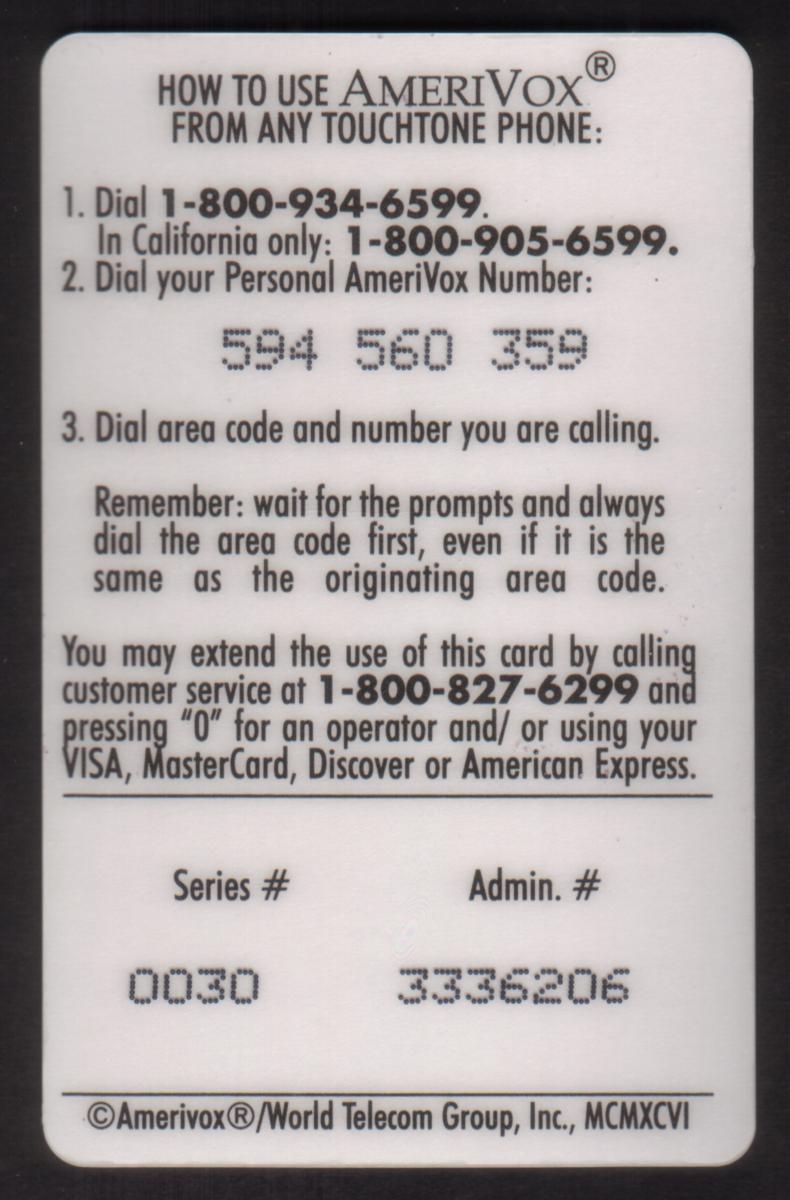 HOW TO USE AMERIVOX®
FROM ANY TOUCHTONE PHONE:
1. Dial 1-800-934-6599.
In California only: 1-800-905-6599.
2. Dial your Personal AmeriVox Number:
594 560 359
3. Dial area code and number you are calling.
Remember: wait for the prompts and always
dial the area code first, even if it is the
same as the originating area code.
You may extend the use of this card by calling
customer service at 1-800-827-6299 and
pressing “0” for an operator and/ or using your
VISA, MasterCard, Discover or American Express.
Series # Admin. #
0030 3336206
©Amerivox®/World Telecom Group, Inc., MCMXCVI